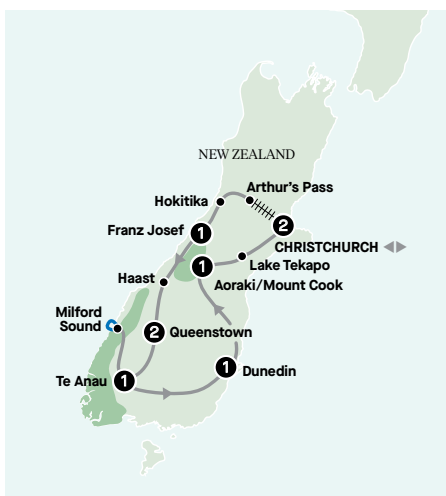 NEW ZEALAND
Arthur's Pass
Hokitika
2
Franz Josef 1
CHRISTCHURCH
Lake Tekapo
1
Aoraki/Mount Cook
Haast
Milford
Sound
2 Queenstown
Te Anau 1
1 Dunedin